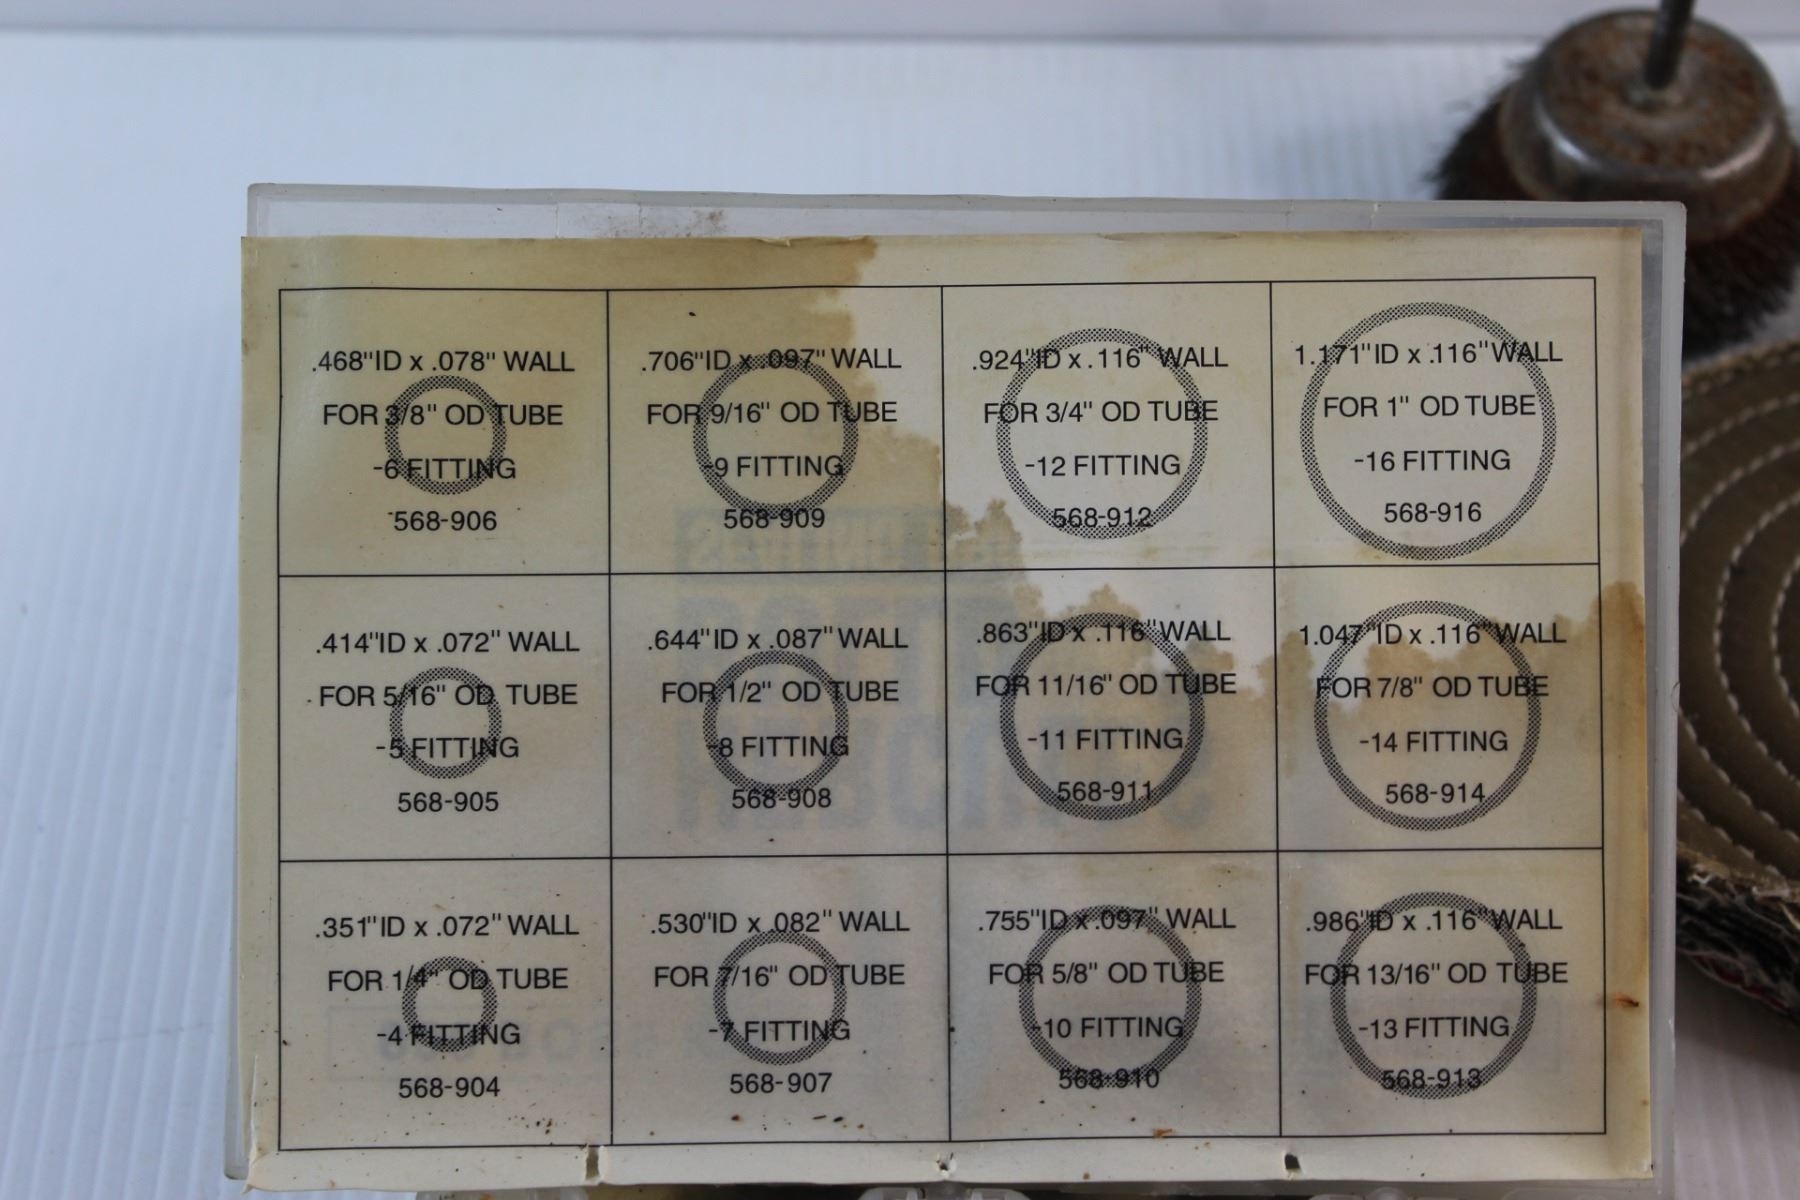 .468"ID x .078" WALL
FOR 3/8" OD TUBE
-6 FITTING
568-906
.706"ID x .097" WALL
FOR 9/16" OD TUBE
-9 FITTING
568-909
.924"ID x .116" WALL
FOR 3/4" OD TUBE
-12 FITTING
568-912
1.171"ID x .116" WALL
FOR 1" OD TUBE
-16 FITTING
568-916
.414"ID x .072" WALL
FOR 5/16" OD TUBE
-5 FITTING
568-905
.644"ID x .087" WALL
FOR 1/2" OD TUBE
-8 FITTING
568-908
.863"ID x .116" WALL
FOR 11/16" OD TUBE
-11 FITTING
568-911
1.047"ID x .116" WALL
FOR 7/8" OD TUBE
-14 FITTING
568-914
.351"ID x .072" WALL
FOR 1/4" OD TUBE
-4 FITTING
568-904
.530"ID x .082" WALL
FOR 7/16" OD TUBE
-7 FITTING
568-907
.755"ID x .097" WALL
FOR 5/8" OD TUBE
-10 FITTING
568-910
.986"ID x .116" WALL
FOR 13/16" OD TUBE
-13 FITTING
568-913